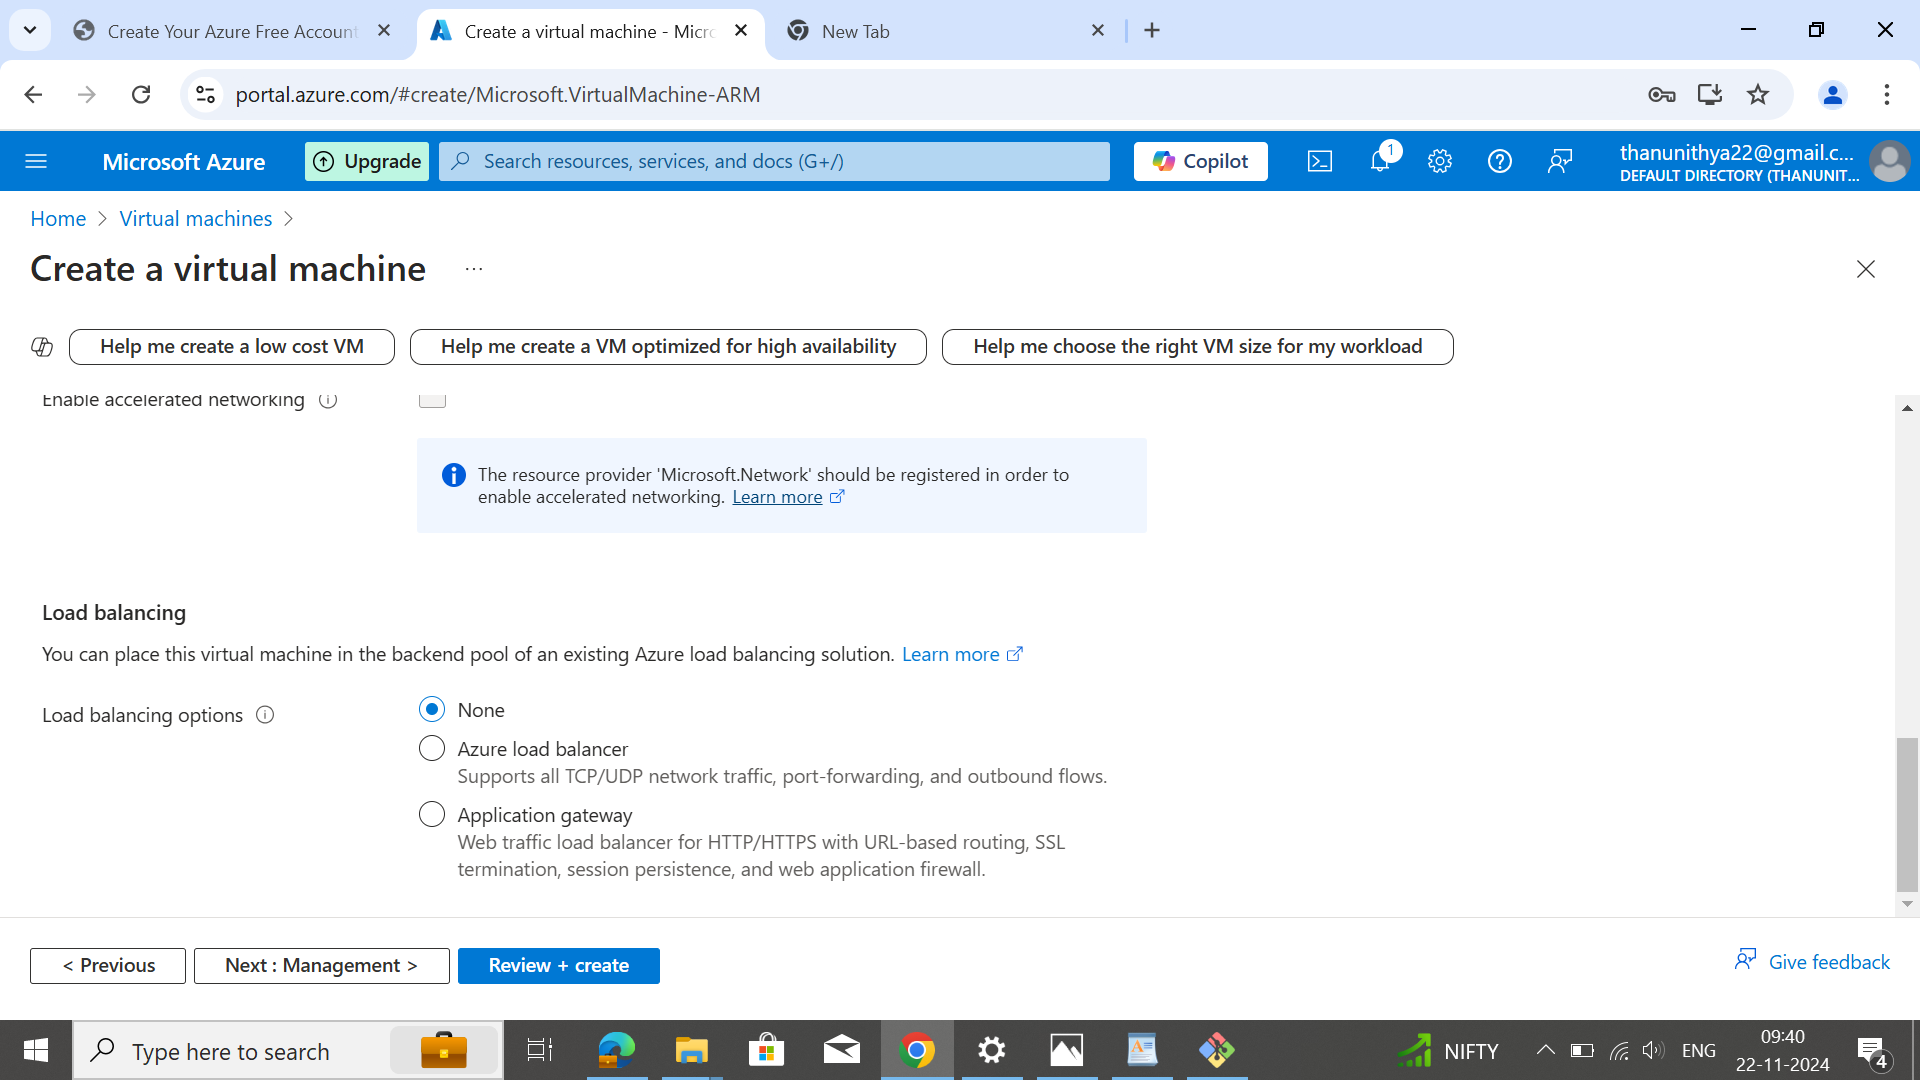 Create Your Azure Free Account
Create a virtual machine - Micro
New Tab
portal.azure.com/#create/Microsoft.VirtualMachine-ARM
Microsoft Azure
Upgrade
Search resources, services, and docs (G+/)
Copilot
1
thanunithya22@gmail.c...
DEFAULT DIRECTORY (THANUNIT...
Home > Virtual machines >
Create a virtual machine ...
Help me create a low cost VM
Help me create a VM optimized for high availability
Help me choose the right VM size for my workload
Enable accelerated networking
The resource provider 'Microsoft.Network' should be registered in order to
enable accelerated networking. Learn more
Load balancing
You can place this virtual machine in the backend pool of an existing Azure load balancing solution. Learn more
Load balancing options
None
Azure load balancer
Supports all TCP/UDP network traffic, port-forwarding, and outbound flows.
Application gateway
Web traffic load balancer for HTTP/HTTPS with URL-based routing, SSL
termination, session persistence, and web application firewall.
< Previous
Next : Management >
Review + create
Give feedback
Type here to search
NIFTY
ENG
09:40
22-11-2024
4